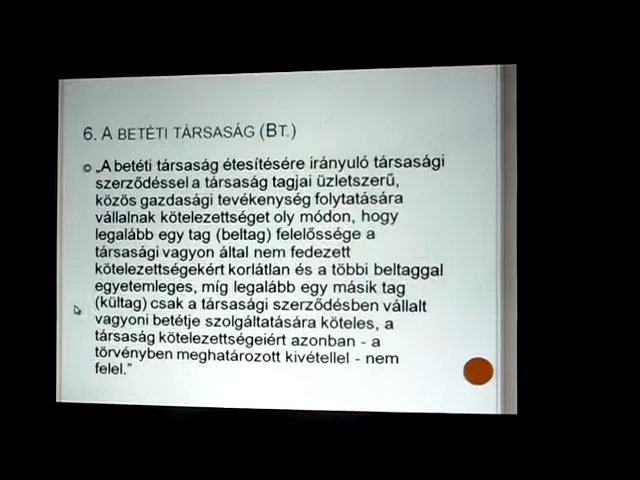 6. A BETÉTI TÁRSASÁG (BT.)
„A betéti társaság étesítésére irányuló társasági
szerződéssel a társaság tagjai üzletszerű,
közös gazdasági tevékenység folytatására
vállalnak kötelezettséget oly módon, hogy
legalább egy tag (beltag) felelőssége a
társasági vagyon által nem fedezett
kötelezettségekért korlátlan és a többi beltaggal
egyetemleges, míg legalább egy másik tag
(kültag) csak a társasági szerződésben vállalt
vagyoni betétje szolgáltatására köteles, a
társaság kötelezettségeiért azonban - a
törvényben meghatározott kivétellel - nem
felel.”